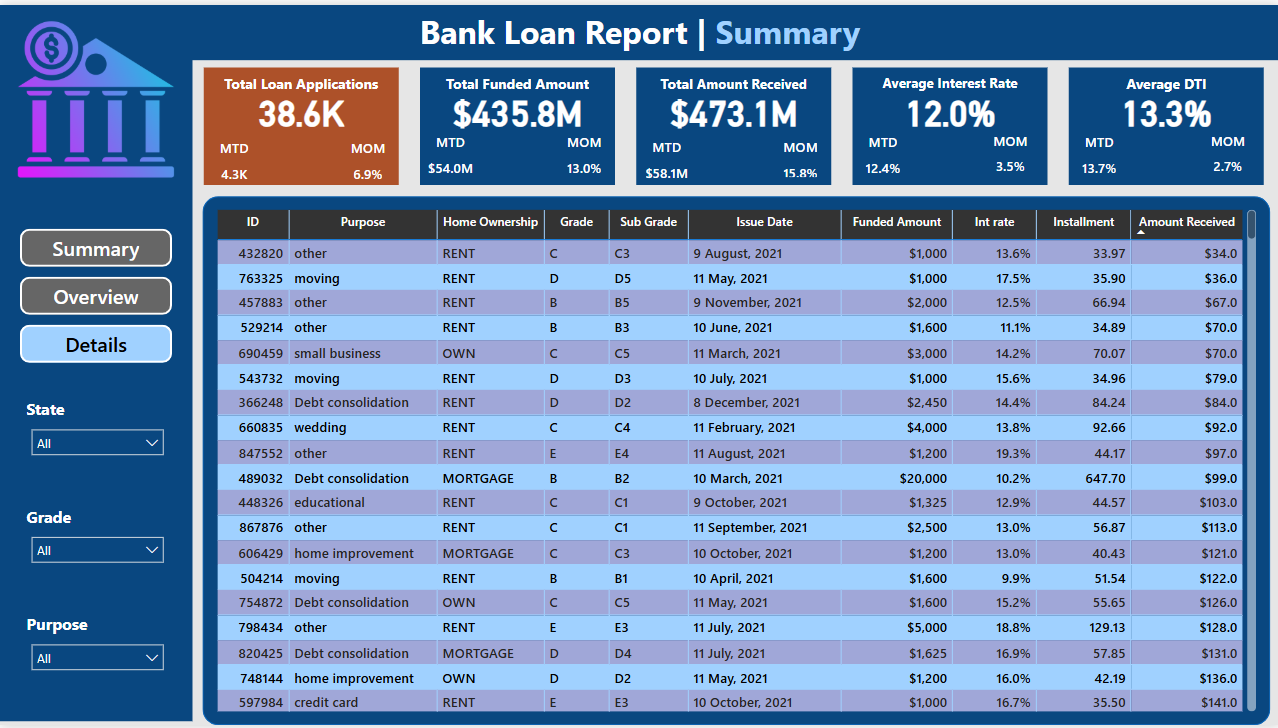 Bank Loan Report | Summary
Total Loan Applications
38.6K
MTD MOM
4.3K 6.9%
Total Funded Amount
$435.8M
MTD MOM
$54.0M 13.0%
Total Amount Received
$473.1M
MTD MOM
$58.1M 15.8%
Average Interest Rate
12.0%
MTD MOM
12.4% 3.5%
Average DTI
13.3%
MTD MOM
13.7% 2.7%
Summary
Overview
Details
State
All
Grade
All
Purpose
All
ID Purpose Home Ownership Grade Sub Grade Issue Date Funded Amount Int rate Installment Amount Received
432820 other RENT C C3 9 August, 2021 $1,000 13.6% 33.97 $34.0
763325 moving RENT D D5 11 May, 2021 $1,000 17.5% 35.90 $36.0
457883 other RENT B B5 9 November, 2021 $2,000 12.5% 66.94 $67.0
529214 other RENT B B3 10 June, 2021 $1,600 11.1% 34.89 $70.0
690459 small business OWN C C5 11 March, 2021 $3,000 14.2% 70.07 $70.0
543732 moving RENT D D3 10 July, 2021 $1,000 15.6% 34.96 $79.0
366248 Debt consolidation RENT D D2 8 December, 2021 $2,450 14.4% 84.24 $84.0
660835 wedding RENT C C4 11 February, 2021 $4,000 13.8% 92.66 $92.0
847552 other RENT E E4 11 August, 2021 $1,200 19.3% 44.17 $97.0
489032 Debt consolidation MORTGAGE B B2 10 March, 2021 $20,000 10.2% 647.70 $99.0
448326 educational RENT C C1 9 October, 2021 $1,325 12.9% 44.57 $103.0
867876 other RENT C C1 11 September, 2021 $2,500 13.0% 56.87 $113.0
606429 home improvement MORTGAGE C C3 10 October, 2021 $1,200 13.0% 40.43 $121.0
504214 moving RENT B B1 10 April, 2021 $1,600 9.9% 51.54 $122.0
754872 Debt consolidation OWN C C5 11 May, 2021 $1,600 15.2% 55.65 $126.0
798434 other RENT E E3 11 July, 2021 $5,000 18.8% 129.13 $128.0
820425 Debt consolidation MORTGAGE D D4 11 July, 2021 $1,625 16.9% 57.85 $131.0
748144 home improvement OWN D D2 11 May, 2021 $1,200 16.0% 42.19 $136.0
597984 credit card RENT E E3 10 October, 2021 $1,000 16.7% 35.50 $141.0